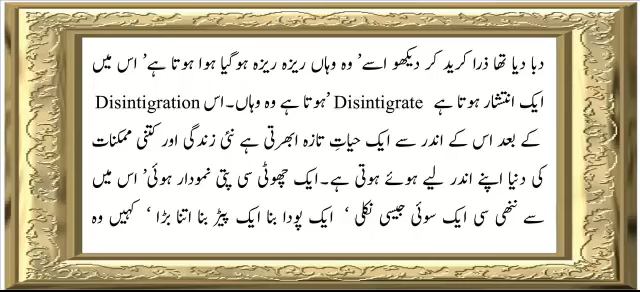 دبا دیا تھا ذرا کرید کر دیکھو اسے’ وہ وہاں ریزہ ریزہ ہوگیا ہوا ہوتا ہے’ اس میں
ایک انتشار ہوتا ہے Disintigrate ’ہوتا ہے وہ وہاں۔اس Disintigration
کے بعد اس کے اندر سے ایک حیاتِ تازہ ابھرتی ہے نئی زندگی اور کتنی ممکنات
کی دنیا اپنے اندر لیے ہوئے ہوتی ہے۔ایک چھوٹی سی پتی نمودار ہوئی’ اس میں
سے ننھی سی ایک سوئی جیسی نکلی ‘ ایک پودا بنا ایک پیڑ بنا اتنا بڑا ‘ کہیں وہ